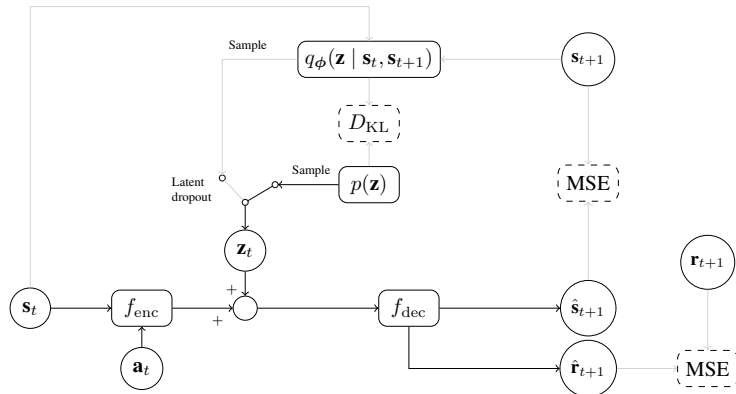 Sample
q_ϕ(z | s_t, s_{t+1})
s_{t+1}
D_KL
Sample
Latent
dropout
p(z)
MSE
z_t
r_{t+1}
+
s_t
f_enc
+
f_dec
ŝ_{t+1}
a_t
r̂_{t+1}
MSE